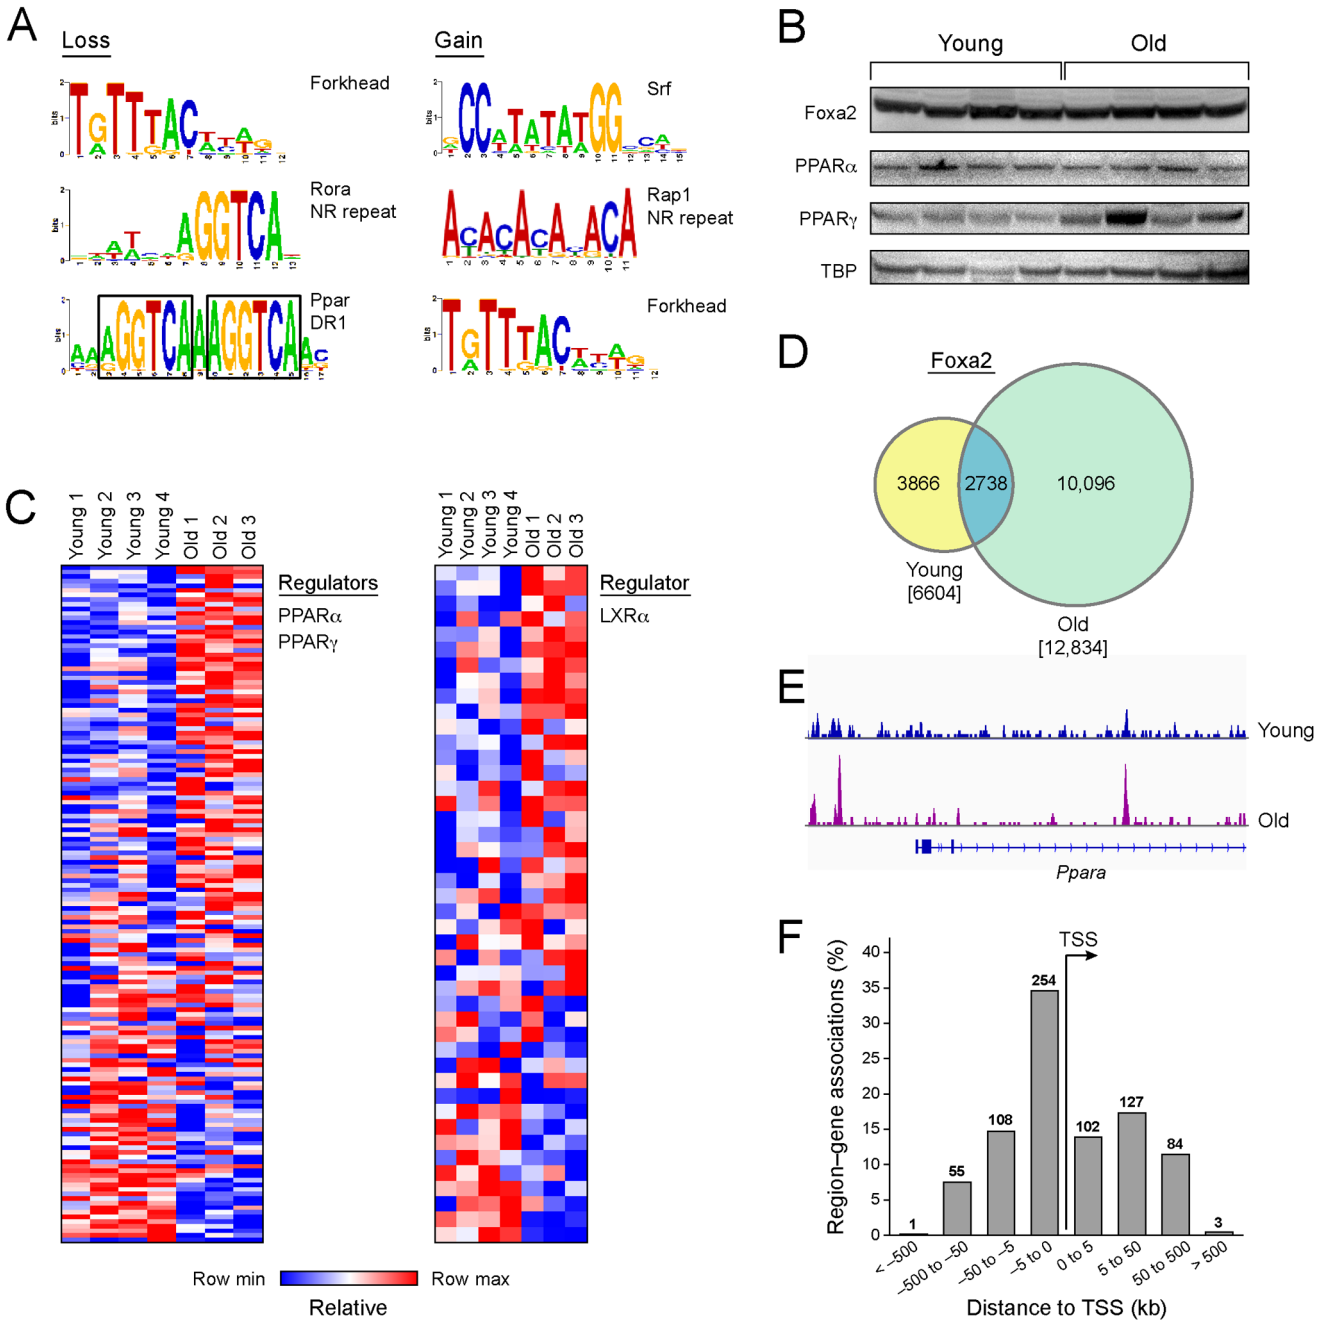 A
Loss
Gain
Forkhead
Srf
Rora
NR repeat
Rap1
NR repeat
Ppar
DR1
Forkhead
B
Young
Old
Foxa2
PPARα
PPARγ
TBP
C
Young 1
Young 2
Young 3
Young 4
Old 1
Old 2
Old 3
Regulators
PPARα
PPARγ
Young 1
Young 2
Young 3
Young 4
Old 1
Old 2
Old 3
Regulator
LXRα
Row min
Row max
Relative
D
Foxa2
3866
2738
10,096
Young
[6604]
Old
[12,834]
E
Young
Old
Ppara
F
TSS
Region–gene associations (%)
40
35
30
25
20
15
10
5
0
1
55
108
254
102
127
84
3
< –500
–500 to –50
–50 to –5
–5 to 0
0 to 5
5 to 50
50 to 500
> 500
Distance to TSS (kb)